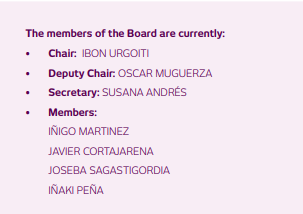 The members of the Board are currently:
• Chair: IBON URGOITI
• Deputy Chair: OSCAR MUGUERZA
• Secretary: SUSANA ANDRÉS
• Members:
IÑIGO MARTINEZ
JAVIER CORTAJARENA
JOSEBA SAGASTIGORDIA
IÑAKI PEÑA